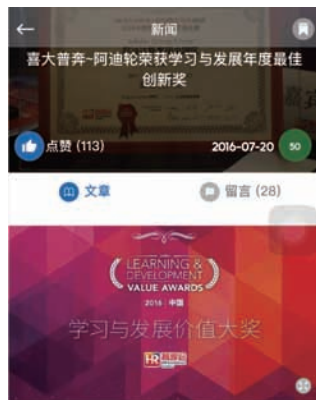 新闻
喜大普奔-阿迪轮荣获学习与发展年度最佳
创新奖
点赞 (113)
2016-07-20
50
文章
留言 (28)
LEARNING &
DEVELOPMENT
VALUE AWARDS
2016 中国
学习与发展价值大奖
HR